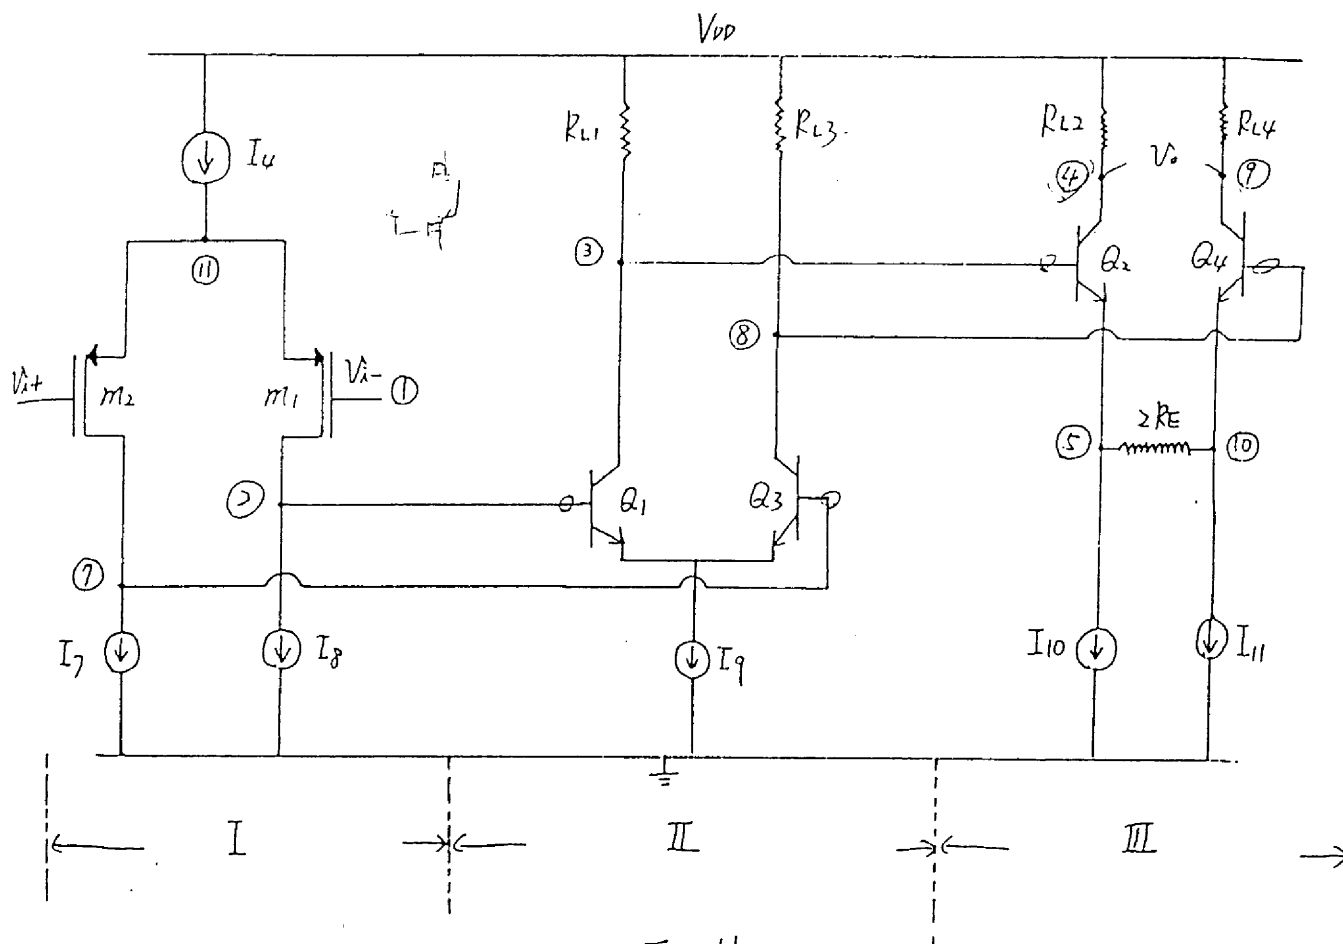 VDD
I4
RL1
RL3
RL2
RL4
④
Vo
⑨
③
Q2
Q4
⑪
⑧
Vi+
m2
m1
Vi-
①
2RE
⑤
⑩
②
Q1
Q3
⑦
I7
I8
I9
I10
I11
I
II
III